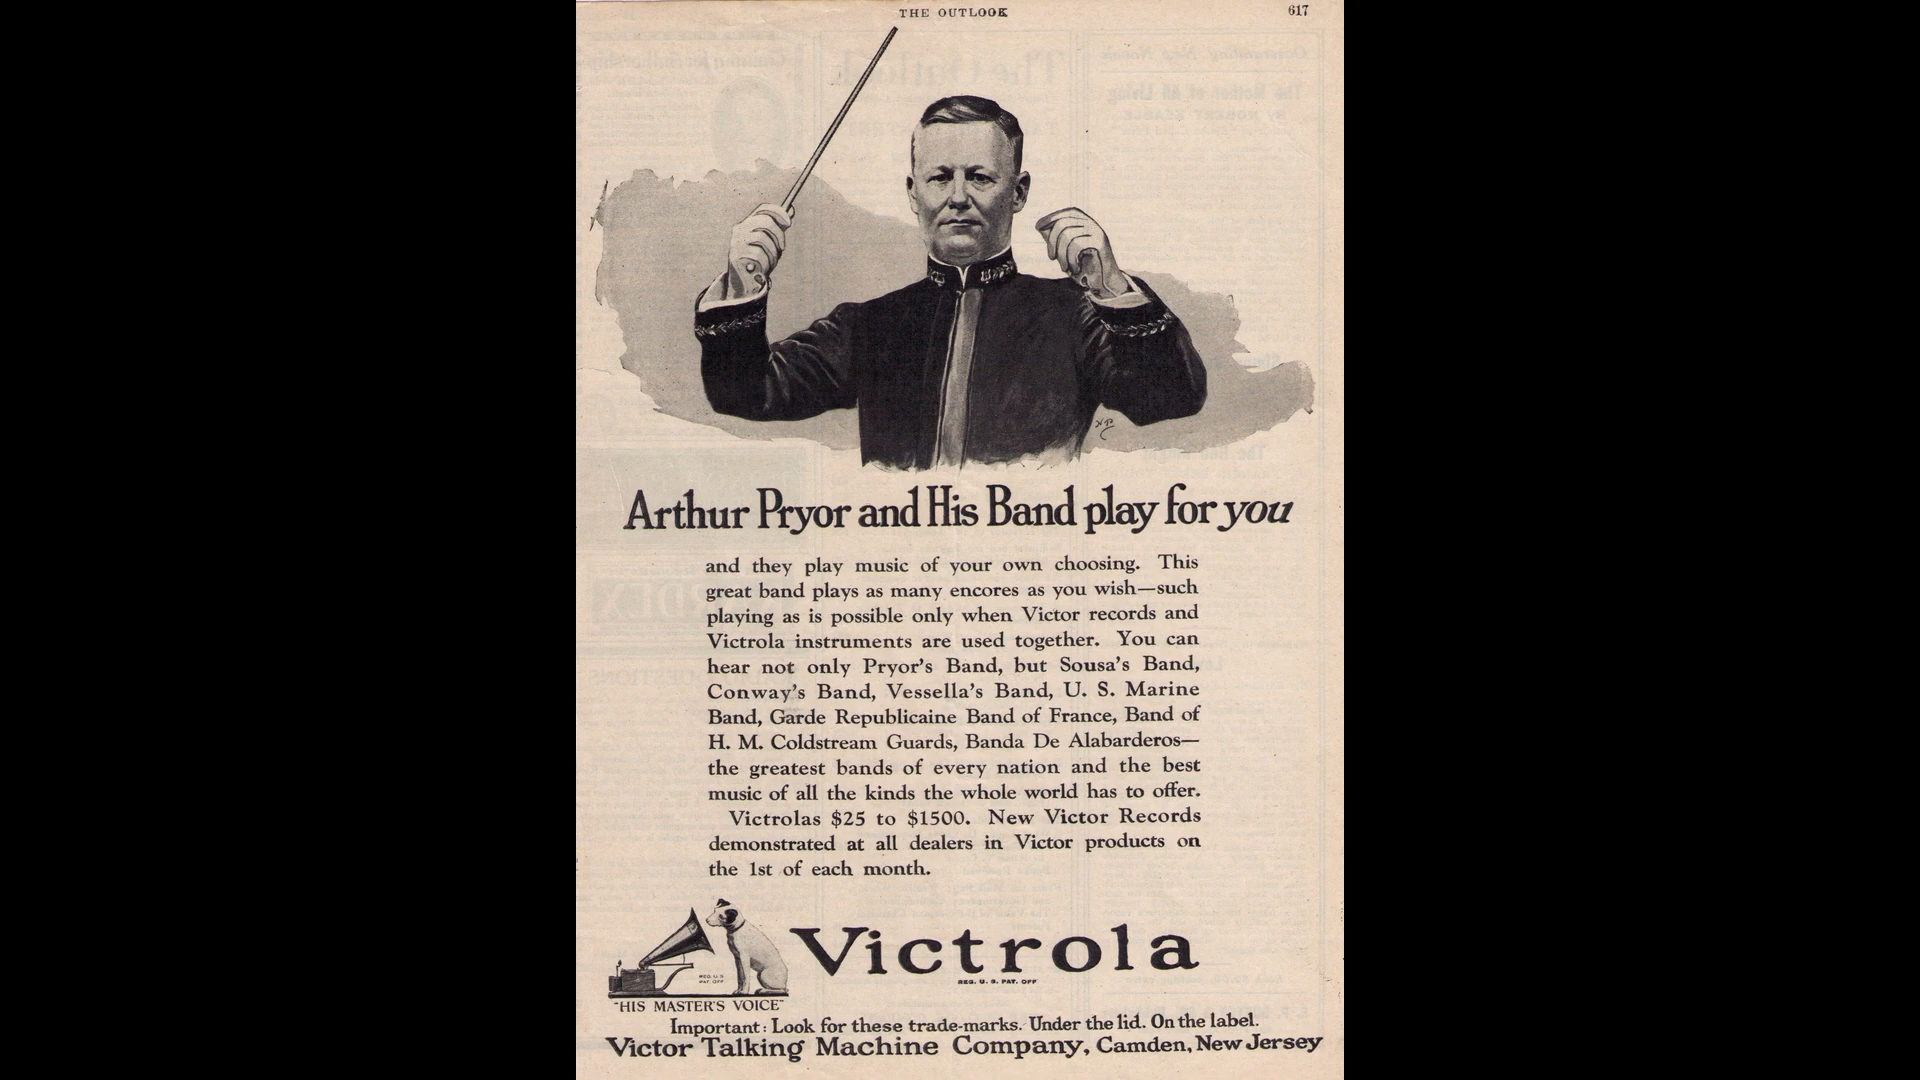 THE OUTLOOK 617
Arthur Pryor and His Band play for you
and they play music of your own choosing. This
great band plays as many encores as you wish—such
playing as is possible only when Victor records and
Victrola instruments are used together. You can
hear not only Pryor's Band, but Sousa's Band,
Conway's Band, Vessella's Band, U. S. Marine
Band, Garde Republicaine Band of France, Band of
H. M. Coldstream Guards, Banda De Alabarderos—
the greatest bands of every nation and the best
music of all the kinds the whole world has to offer.
Victrolas $25 to $1500. New Victor Records
demonstrated at all dealers in Victor products on
the 1st of each month.
REG. U.S.
PAT. OFF.
"HIS MASTER'S VOICE"
Victrola
REG. U. S. PAT. OFF.
Important: Look for these trade-marks. Under the lid. On the label.
Victor Talking Machine Company, Camden, New Jersey